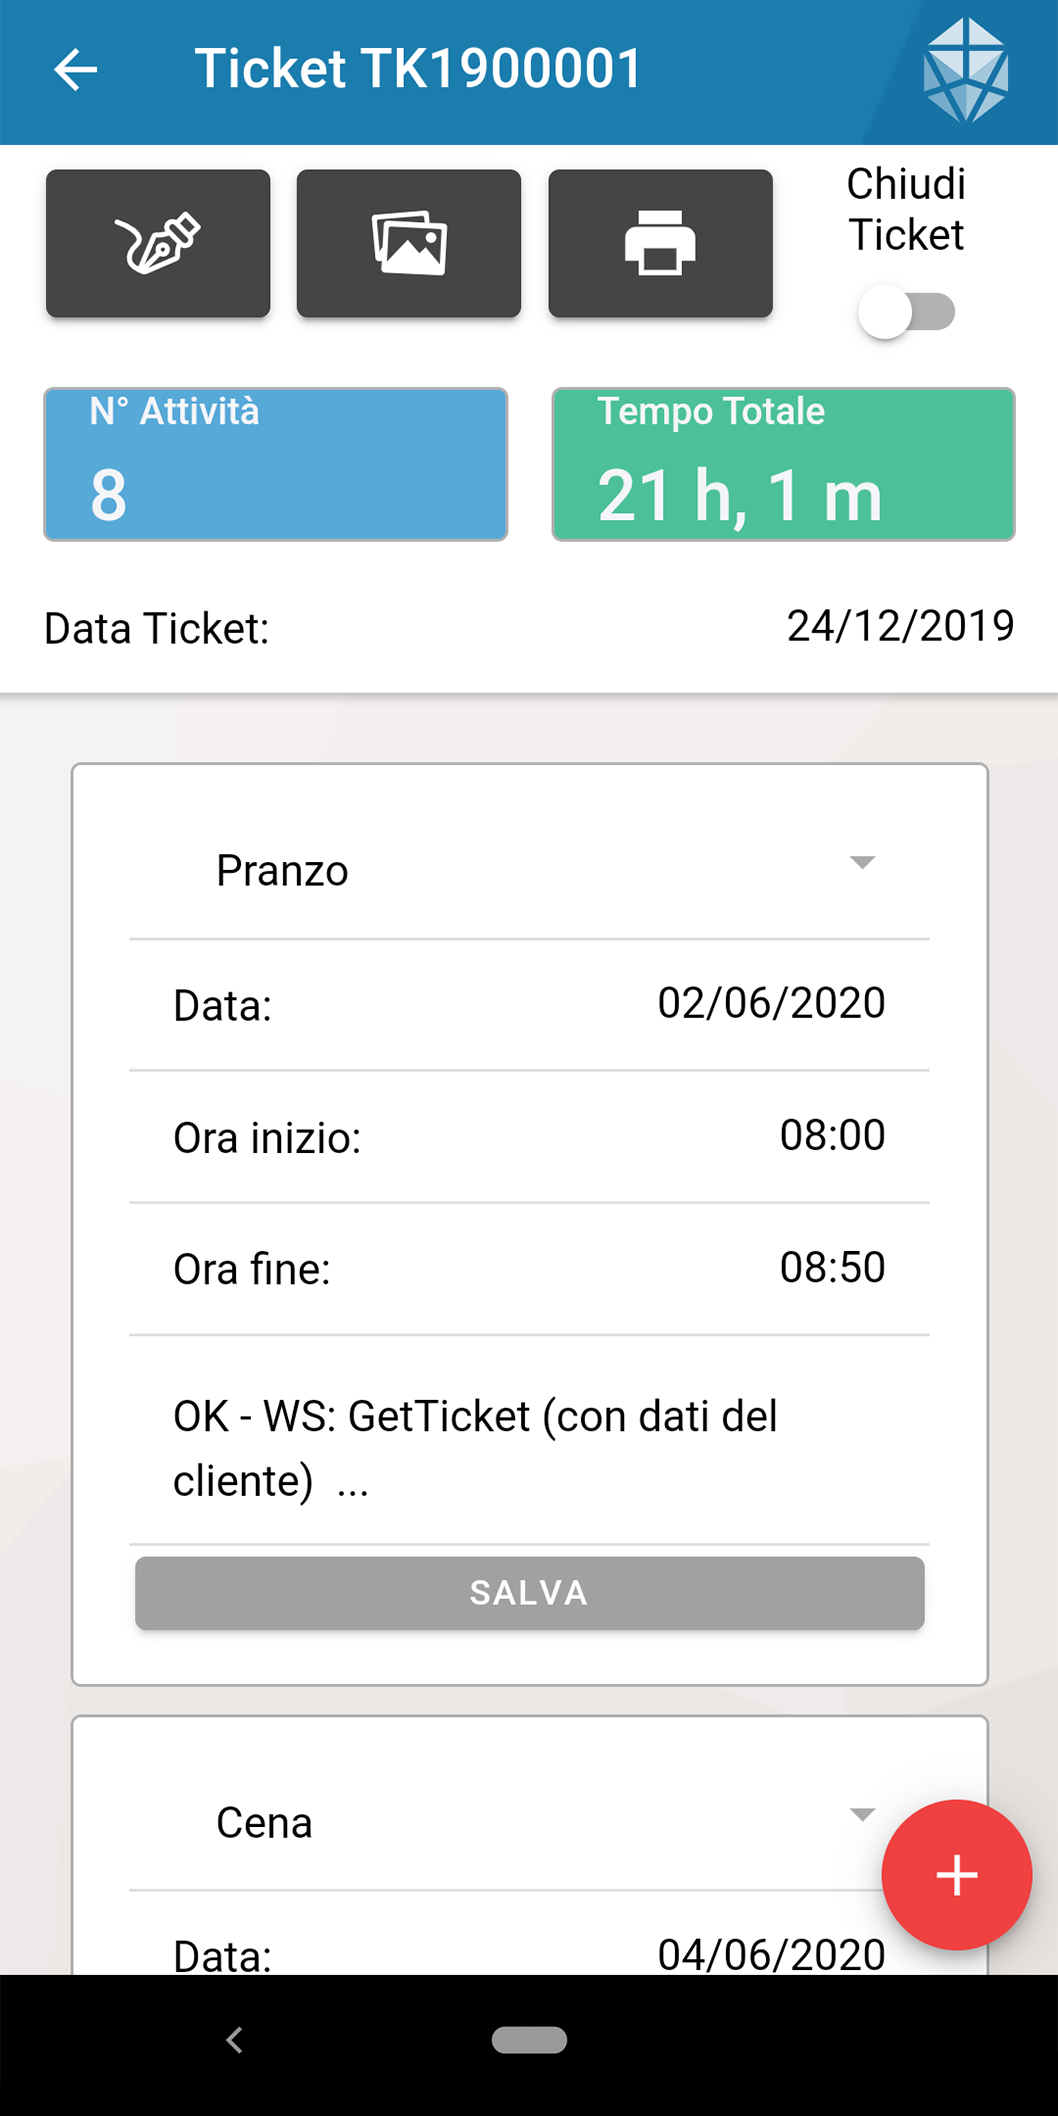 Ticket TK1900001
Chiudi
Ticket
N° Attività
8
Tempo Totale
21 h, 1 m
Data Ticket:
24/12/2019
Pranzo
Data:
02/06/2020
Ora inizio:
08:00
Ora fine:
08:50
OK - WS: GetTicket (con dati del
cliente)  ...
SALVA
Cena
Data:
04/06/2020